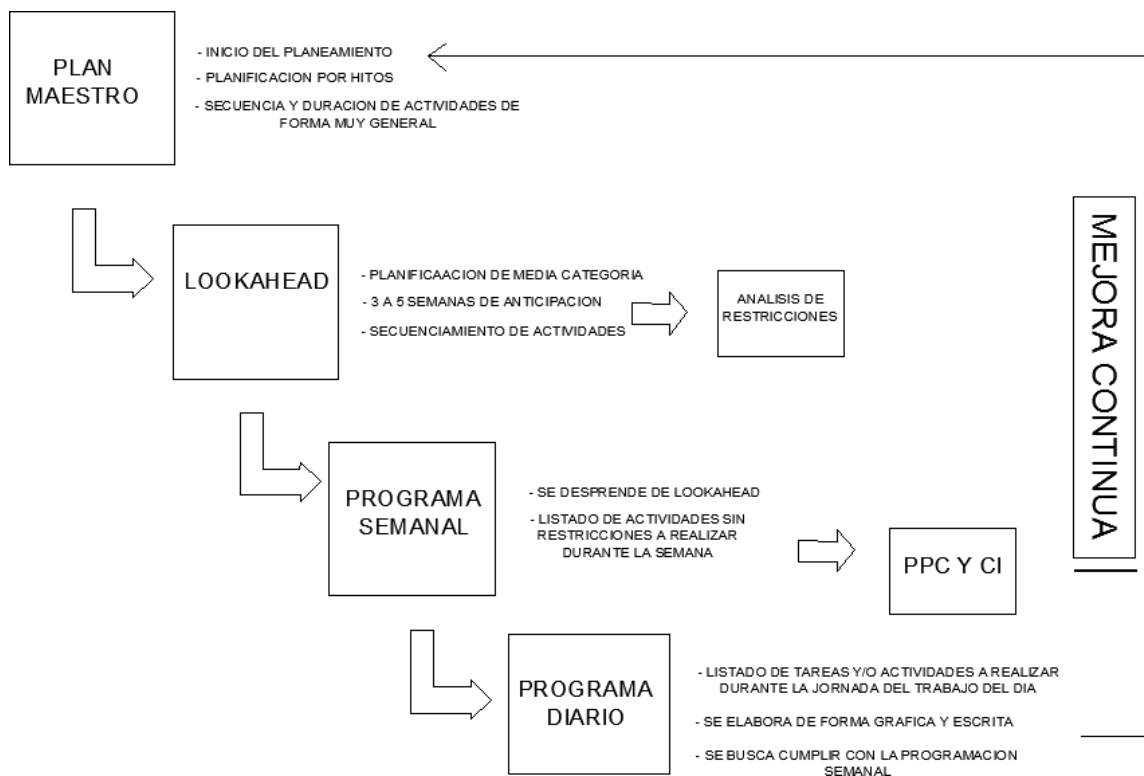 PLAN
MAESTRO
- INICIO DEL PLANEAMIENTO
- PLANIFICACION POR HITOS
- SECUENCIA Y DURACION DE ACTIVIDADES DE
FORMA MUY GENERAL
LOOKAHEAD
- PLANIFICAACION DE MEDIA CATEGORIA
- 3 A 5 SEMANAS DE ANTICIPACION
- SECUENCIAMIENTO DE ACTIVIDADES
ANALISIS DE
RESTRICCIONES
MEJORA CONTINUA
PROGRAMA
SEMANAL
- SE DESPRENDE DE LOOKAHEAD
- LISTADO DE ACTIVIDADES SIN
RESTRICCIONES A REALIZAR
DURANTE LA SEMANA
PPC Y CI
PROGRAMA
DIARIO
- LISTADO DE TAREAS Y/O ACTIVIDADES A REALIZAR
DURANTE LA JORNADA DEL TRABAJO DEL DIA
- SE ELABORA DE FORMA GRAFICA Y ESCRITA
- SE BUSCA CUMPLIR CON LA PROGRAMACION
SEMANAL